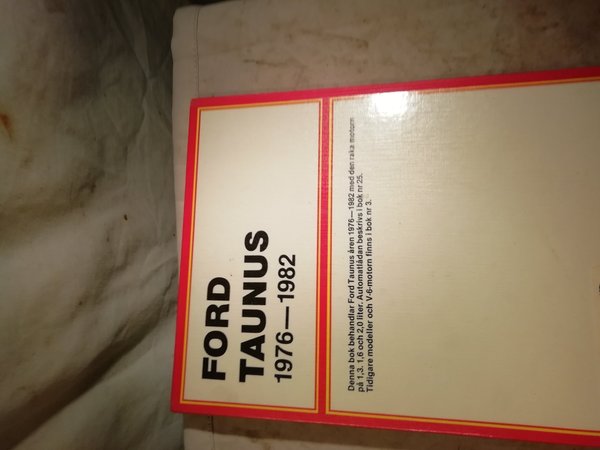 FORD
TAUNUS
1976—1982
Denna bok behandlar Ford Taunus åren 1976—1982 med den raka motorn
på 1,3. 1,6 och 2,0 liter. Automatlådan beskrivs i bok nr 25.
Tidigare modeller och V-6-motorn finns i bok nr 3.